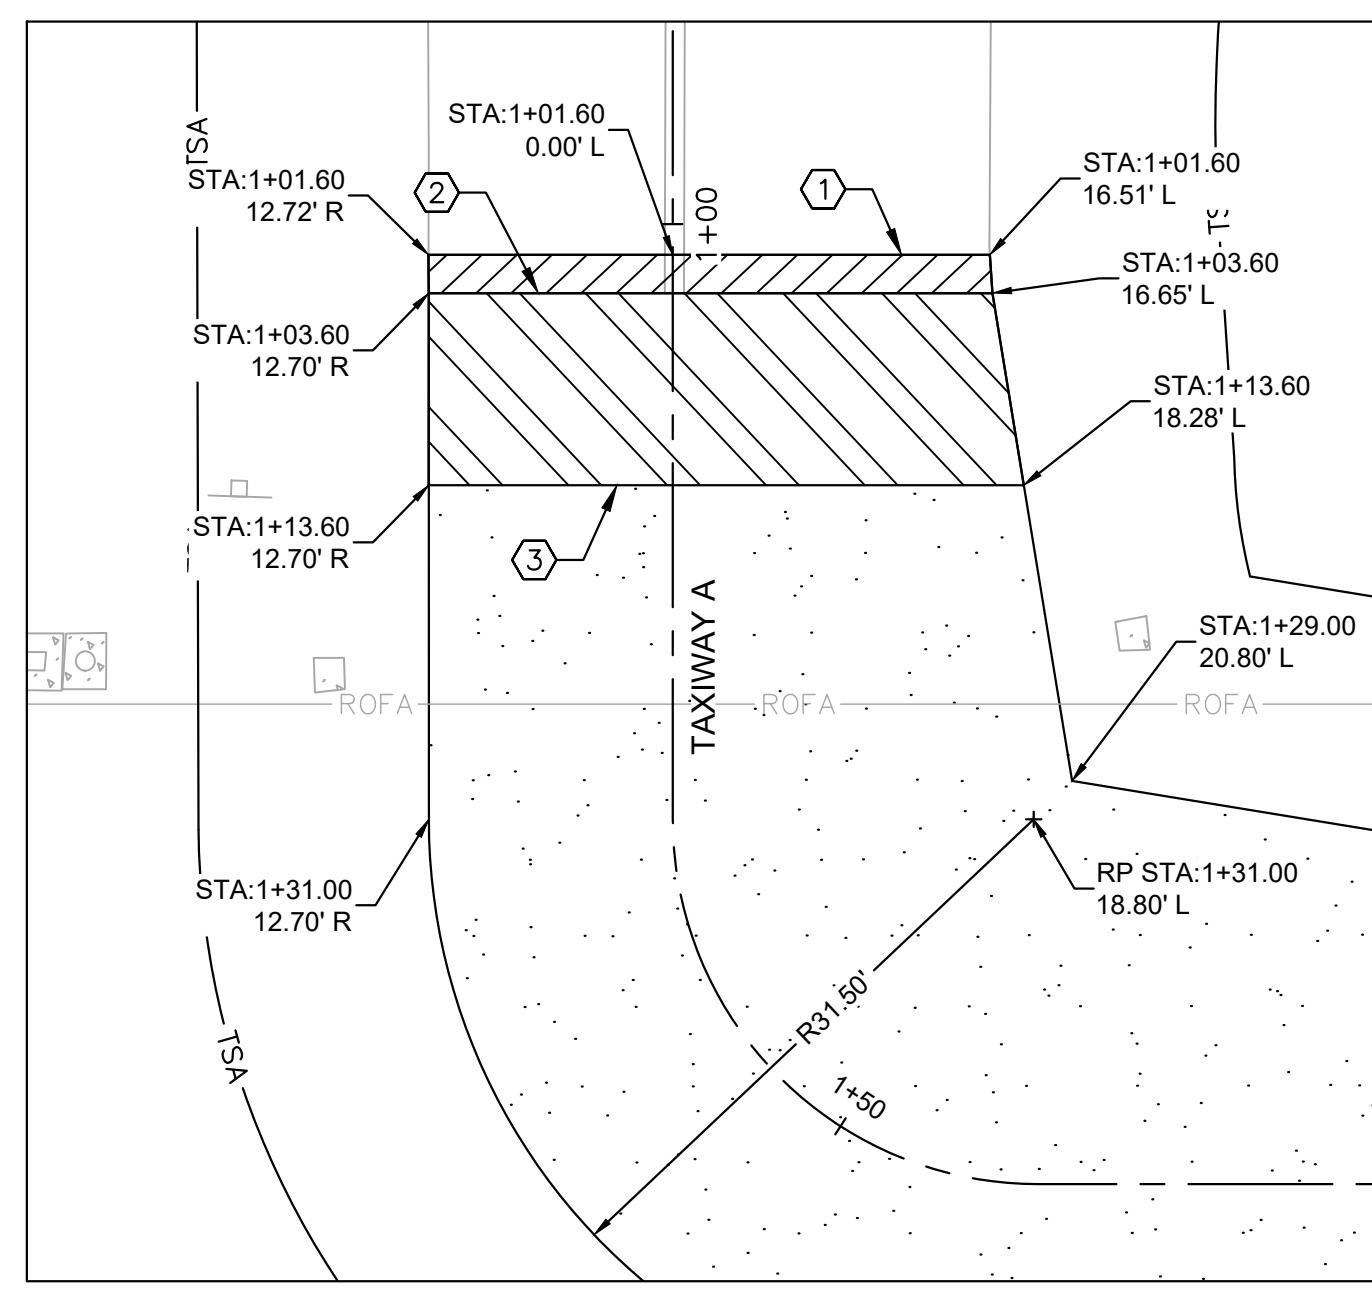 STA:1+01.60
0.00' L
TSA
STA:1+01.60
12.72' R
2
1+00
1
STA:1+01.60
16.51' L
STA:1+03.60
16.65' L
STA:1+03.60
12.70' R
STA:1+13.60
18.28' L
STA:1+13.60
12.70' R
3
TAXIWAY A
STA:1+29.00
20.80' L
ROFA
ROFA
ROFA
STA:1+31.00
12.70' R
RP STA:1+31.00
18.80' L
R31.50'
TSA
1+50